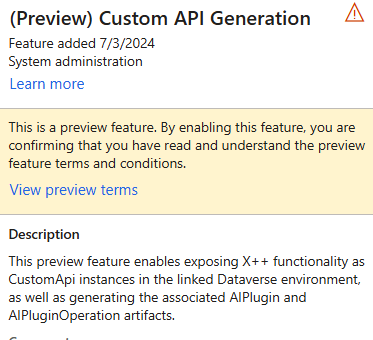 (Preview) Custom API Generation
Feature added 7/3/2024
System administration
Learn more
This is a preview feature. By enabling this feature, you are
confirming that you have read and understand the preview
feature terms and conditions.
View preview terms
Description
This preview feature enables exposing X++ functionality as
CustomApi instances in the linked Dataverse environment,
as well as generating the associated AIPlugin and
AIPluginOperation artifacts.